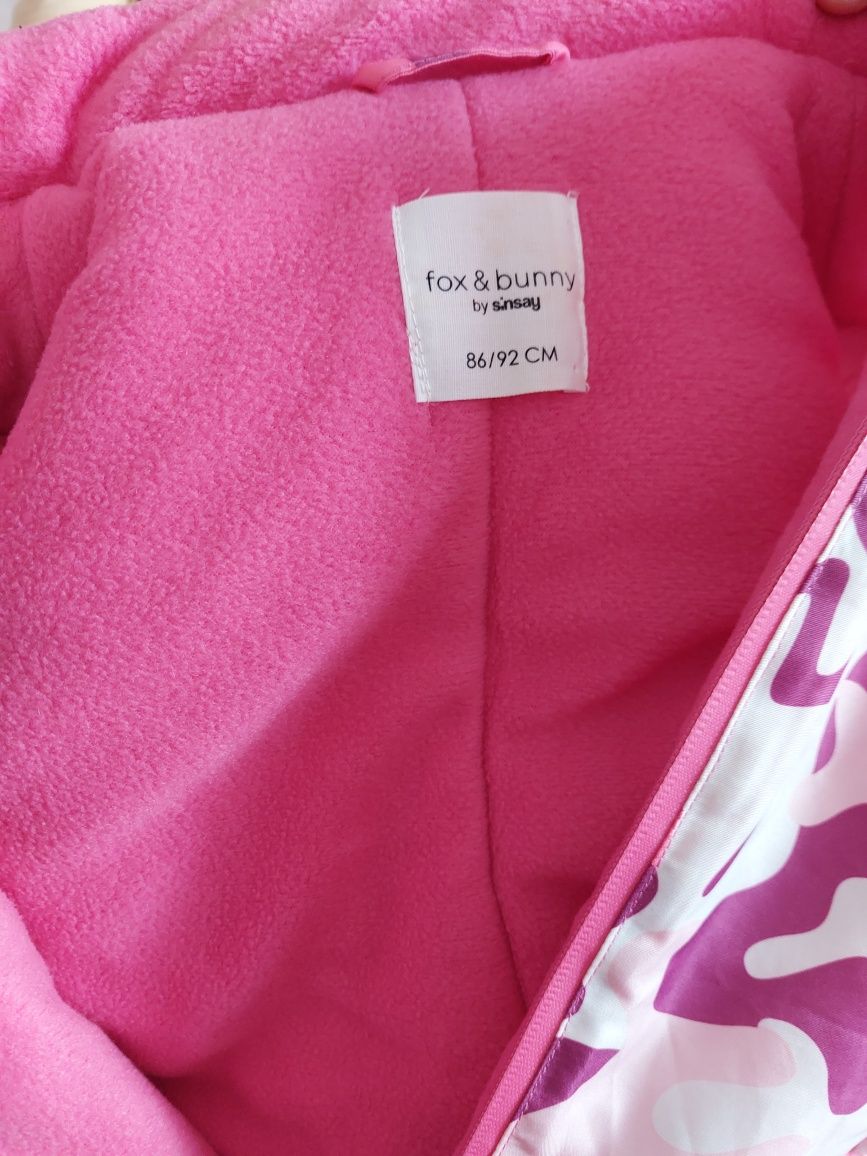 fox & bunny
by sinsay
86/92 CM